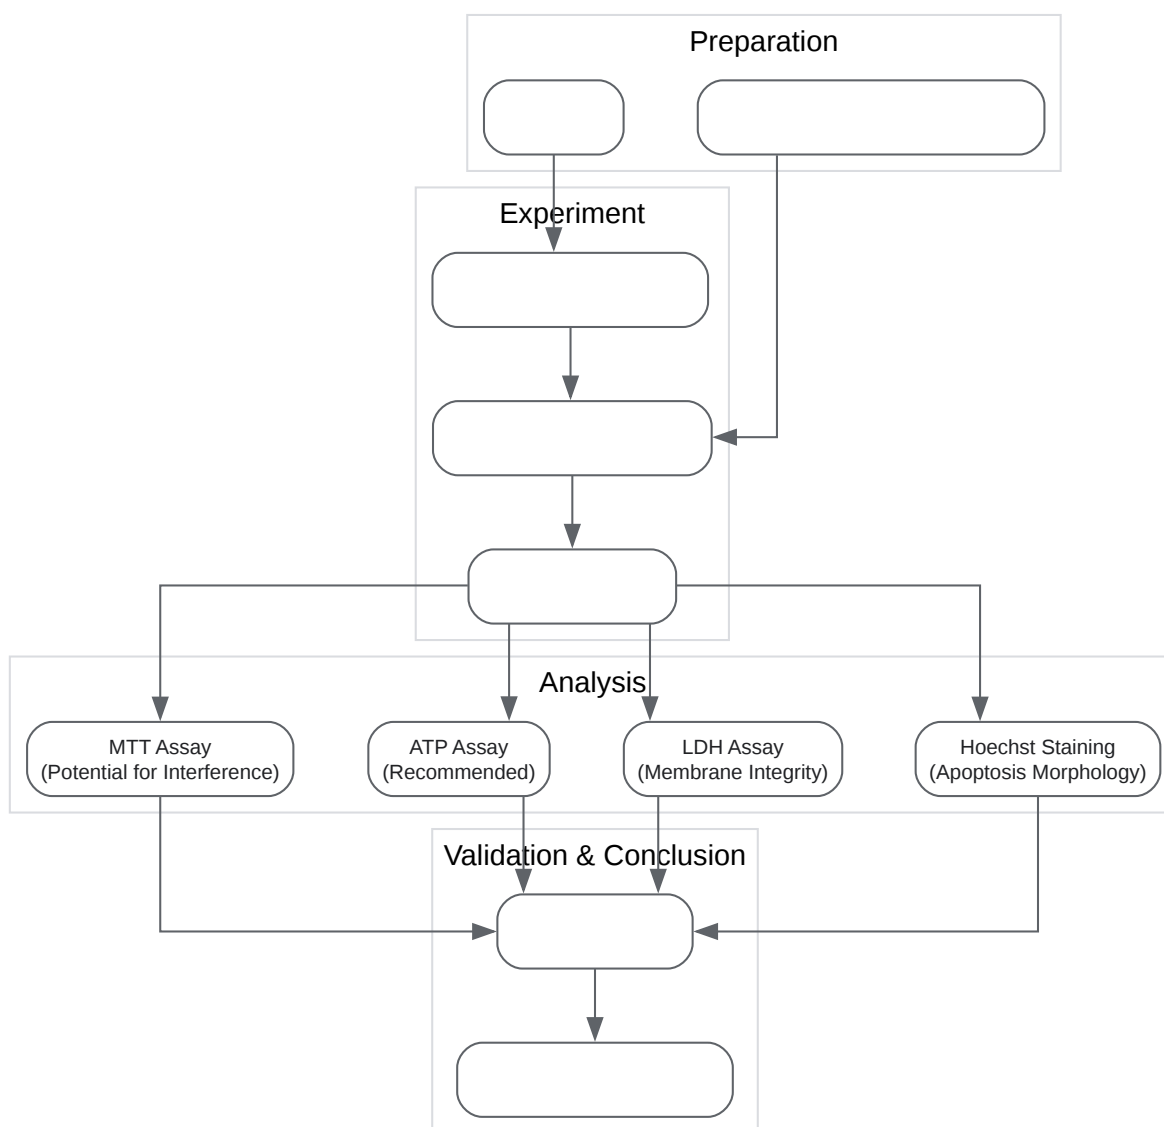 Preparation
Experiment
Analysis
MTT Assay
(Potential for Interference)
ATP Assay
(Recommended)
LDH Assay
(Membrane Integrity)
Hoechst Staining
(Apoptosis Morphology)
Validation & Conclusion